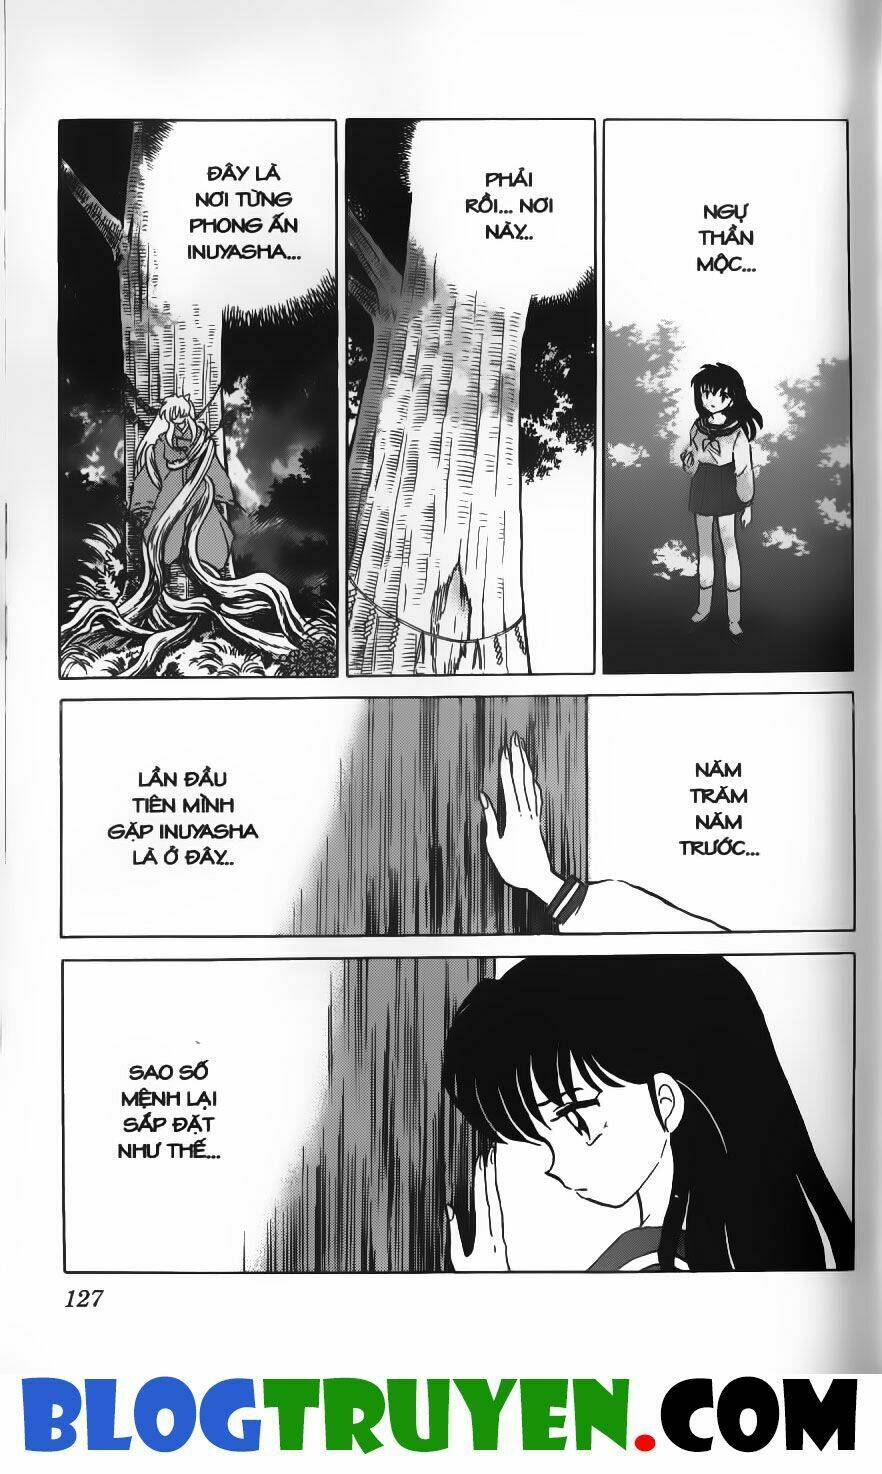 NGỰ
THẦN
MỘC...
PHẢI
RỒI... NƠI
NÀY...
ĐÂY LÀ
NƠI TỪNG
PHONG ẤN
INUYASHA...
NĂM
TRĂM
NĂM
TRƯỚC...
LẦN ĐẦU
TIÊN MÌNH
GẶP INUYASHA
LÀ Ở ĐÂY...
SAO SỐ
MỆNH LẠI
SẮP ĐẶT
NHƯ THẾ...
127
BLOGTRUYEN.COM